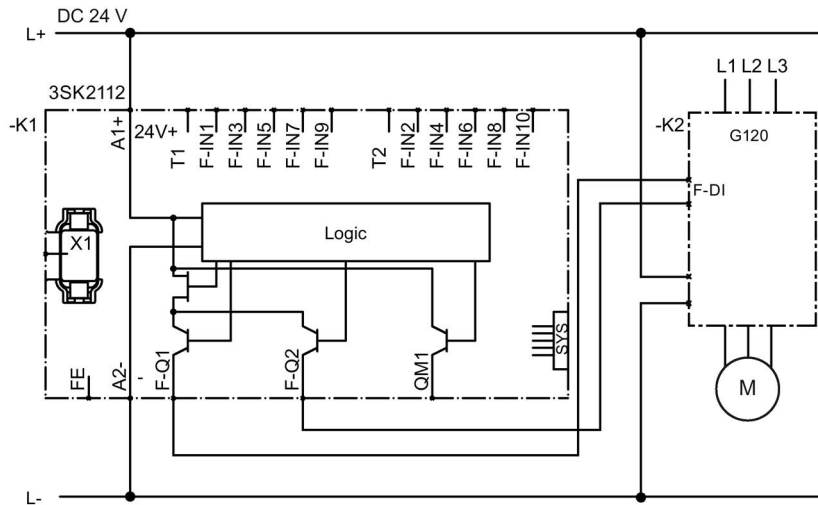 DC 24 V
L+
L1 L2 L3
3SK2112
-K1
A1+
24V+
T1
F-IN1
F-IN3
F-IN5
F-IN7
F-IN9
T2
F-IN2
F-IN4
F-IN6
F-IN8
F-IN10
-K2
G120
F-DI
X1
Logic
SYS
FE
A2-
-
F-Q1
F-Q2
QM1
M
L-